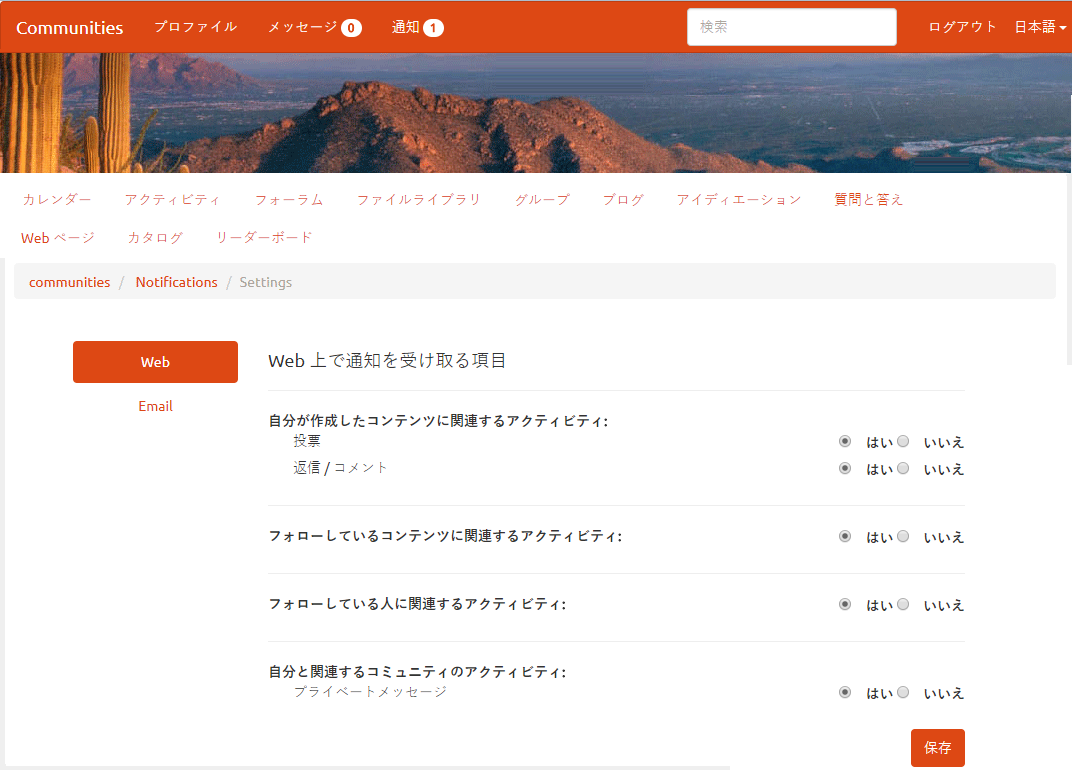 Communities プロファイル メッセージ 0 通知 1 検索 ログアウト 日本語
カレンダー アクティビティ フォーラム ファイルライブラリ グループ ブログ アイディエーション 質問と答え
Web ページ カタログ リーダーボード
communities / Notifications / Settings
Web
Web 上で通知を受け取る項目
Email
自分が作成したコンテンツに関連するアクティビティ:
投票 はい いいえ
返信 / コメント はい いいえ
フォローしているコンテンツに関連するアクティビティ: はい いいえ
フォローしている人に関連するアクティビティ: はい いいえ
自分と関連するコミュニティのアクティビティ:
プライベートメッセージ はい いいえ
保存